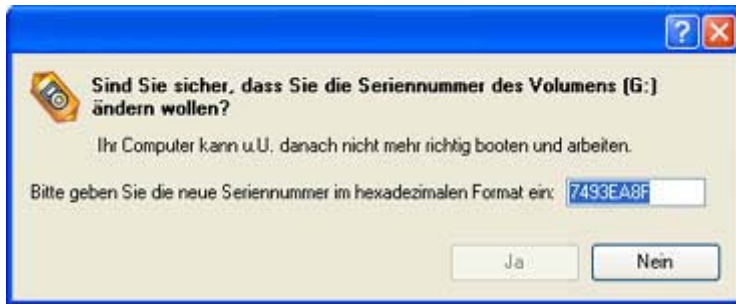 Sind Sie sicher, dass Sie die Seriennummer des Volumens (G:)
ändern wollen?
Ihr Computer kann u.U. danach nicht mehr richtig booten und arbeiten.
Bitte geben Sie die neue Seriennummer im hexadezimalen Format ein: 7493EA8F
Ja Nein